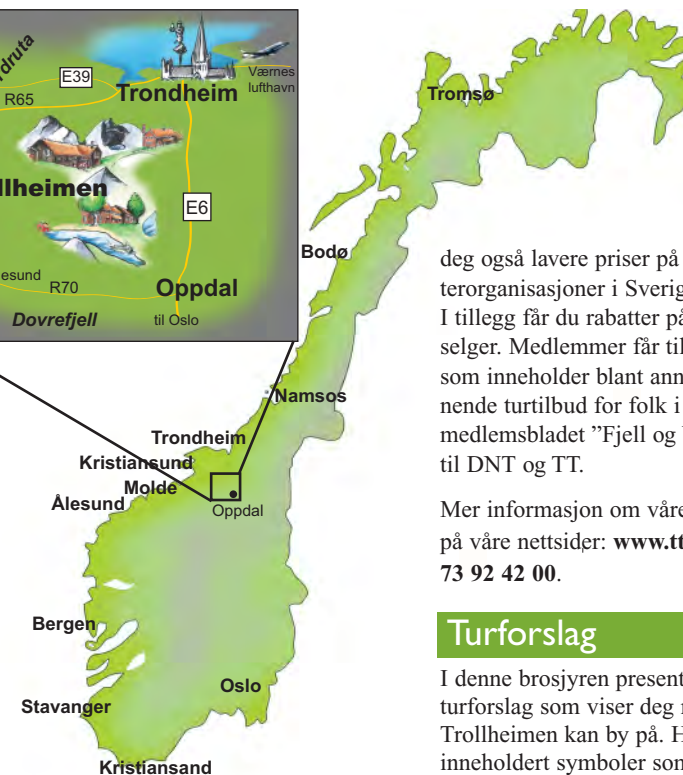 E39
R65
Trondheim
Værnes
lufthavn
E6
R70
Oppdal
Dovrefjell
til Oslo
Tromsø
Bodø
Namsos
Trondheim
Kristiansund
Molde
Ålesund
Oppdal
Bergen
Oslo
Stavanger
Kristiansand
deg også lavere priser på
terorganisasjoner i Sverig
I tillegg får du rabatter på
selger. Medlemmer får til
som inneholder blant ann
nende turtilbud for folk i
medlemsbladet ”Fjell og
til DNT og TT.
Mer informasjon om våre
på våre nettsider: www.tt
73 92 42 00.
Turforslag
I denne brosjyren present
turforslag som viser deg
Trollheimen kan by på. H
inneholdert symboler som